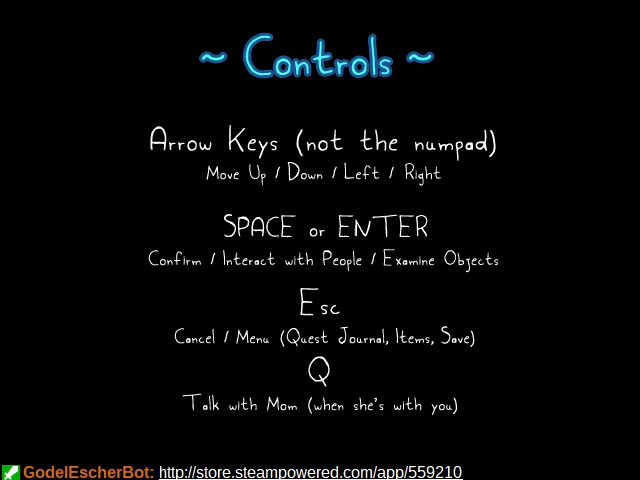 ~ Controls ~
Arrow Keys (not the numpad)
Move Up / Down / Left / Right
SPACE or ENTER
Confirm / Interact with People / Examine Objects
Esc
Cancel / Menu (Quest Journal, Items, Save)
Q
Talk with Mom (when she's with you)
GodelEscherBot: http://store.steampowered.com/app/559210